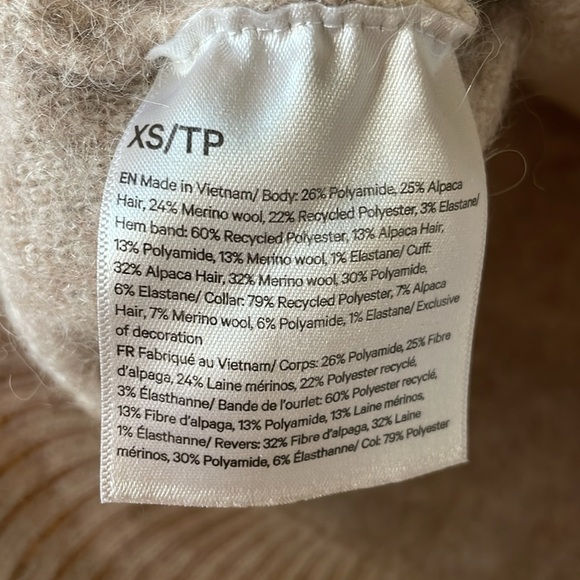 XS/TP
EN Made in Vietnam/ Body: 26% Polyamide, 25% Alpaca
Hair, 24% Merino wool, 22% Recycled Polyester, 3% Elastane/
Hem band: 60% Recycled Polyester, 13% Alpaca Hair,
13% Polyamide, 13% Merino wool, 1% Elastane/ Cuff:
32% Alpaca Hair, 32% Merino wool, 30% Polyamide.
6% Elastane/ Collar: 79% Recycled Polyester, 7% Alpaca
Hair, 7% Merino wool, 6% Polyamide, 1% Elastane/ Exclusive
of decoration
FR Fabriqué au Vietnam/ Corps: 26% Polyamide, 25% Fibre
d'alpaga, 24% Laine mérinos, 22% Polyester recyclé,
3% Élasthanne/ Bande de l'ourlet: 60% Polyester recyclé,
13% Fibre d'alpaga, 13% Polyamide, 13% Laine mérinos,
1% Élasthanne/ Revers: 32% Fibre d'alpaga, 32% Laine
mérinos, 30% Polyamide, 6% Élasthanne/ Col: 79% Polyester